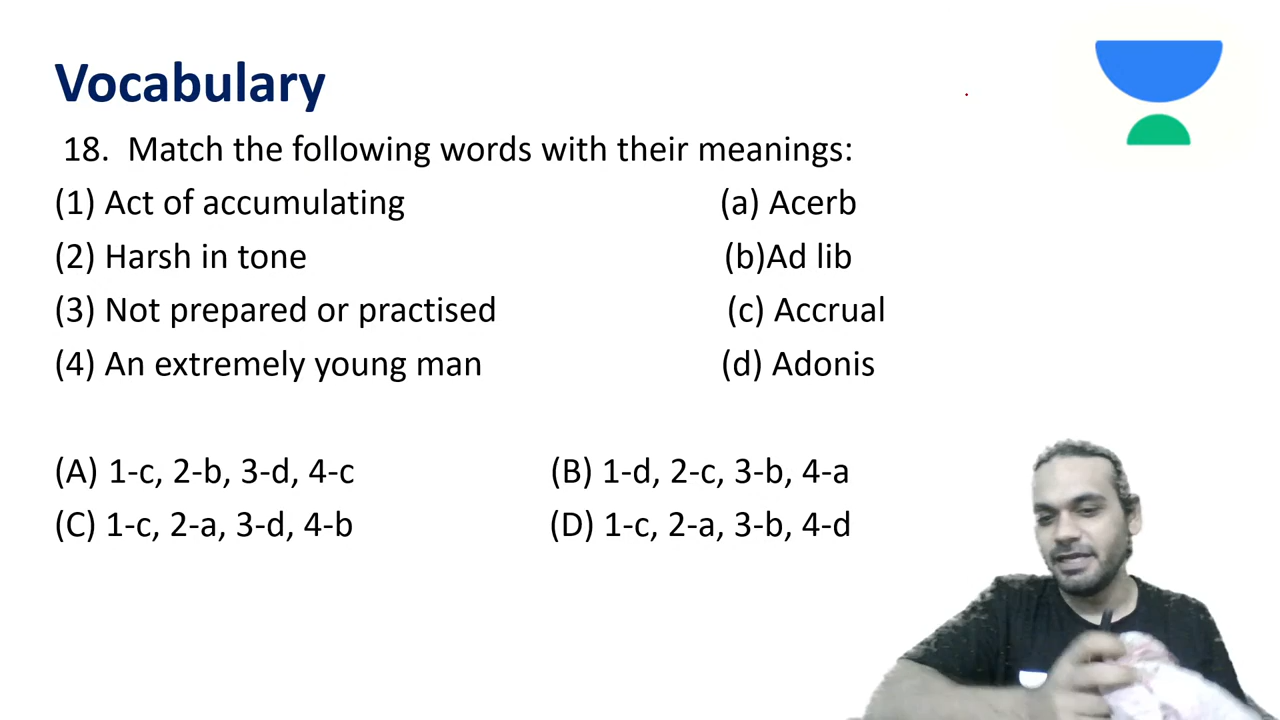 Vocabulary
18. Match the following words with their meanings:
(1) Act of accumulating (a) Acerb
(2) Harsh in tone (b)Ad lib
(3) Not prepared or practised (c) Accrual
(4) An extremely young man (d) Adonis
(A) 1-c, 2-b, 3-d, 4-c (B) 1-d, 2-c, 3-b, 4-a
(C) 1-c, 2-a, 3-d, 4-b (D) 1-c, 2-a, 3-b, 4-d